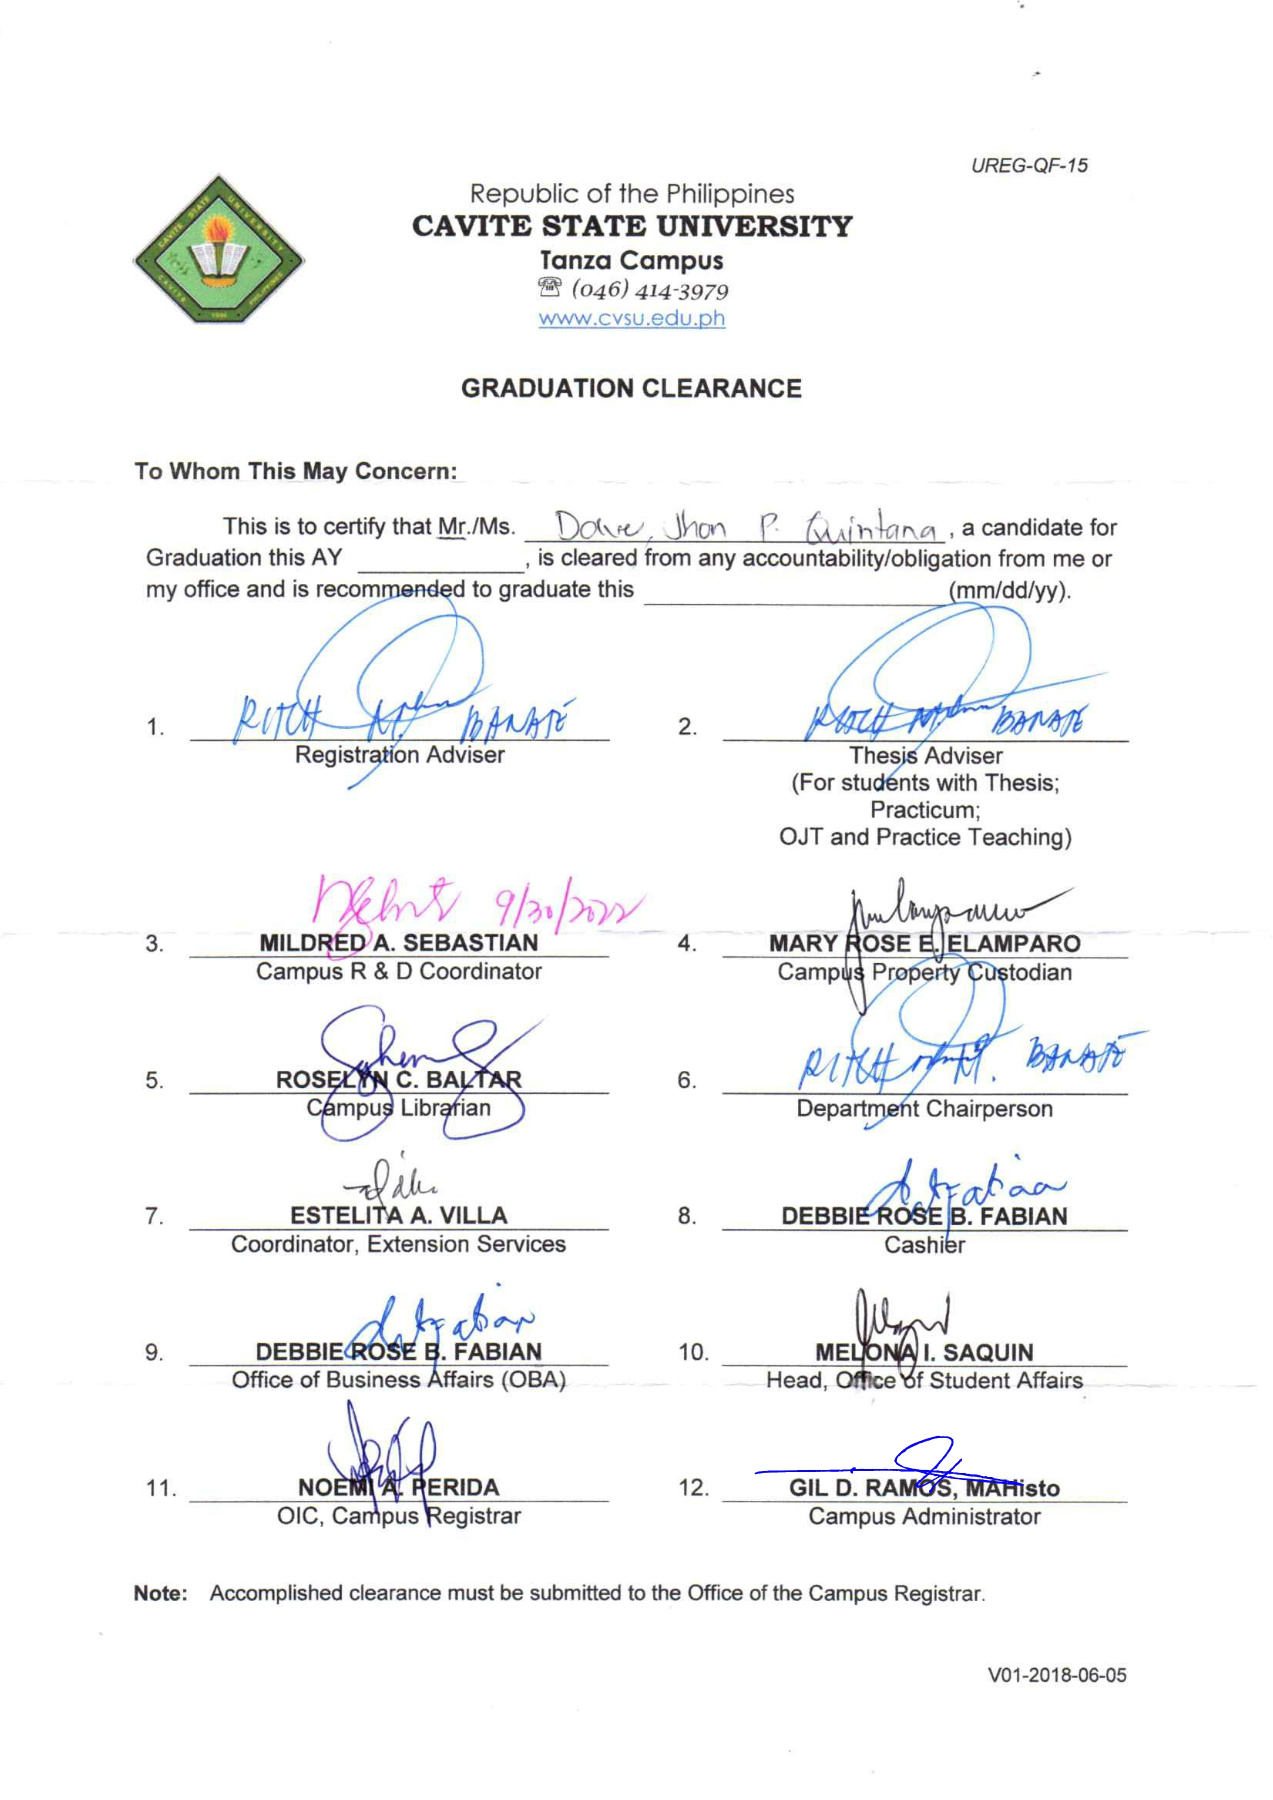 UREG-QF-15
Republic of the Philippines
CAVITE STATE UNIVERSITY
Tanza Campus
☏ (046) 414-3979
www.cvsu.edu.ph
CAVITE STATE UNIVERSITY
CAVITE PHILIPPINES
1906
GRADUATION CLEARANCE
To Whom This May Concern:
This is to certify that Mr./Ms. Dave, Jhon P. Quintana, a candidate for
Graduation this AY ____________, is cleared from any accountability/obligation from me or
my office and is recommended to graduate this ____________ (mm/dd/yy).
1. RITCH M. BANATE
Registration Adviser
2. RITCH M. BANATE
Thesis Adviser
(For students with Thesis;
Practicum;
OJT and Practice Teaching)
9/30/2022
3. MILDRED A. SEBASTIAN
Campus R & D Coordinator
4. MARY ROSE E. ELAMPARO
Campus Property Custodian
5. ROSELYN C. BALTAR
Campus Librarian
6. RITCH M. BANATE
Department Chairperson
7. ESTELITA A. VILLA
Coordinator, Extension Services
8. DEBBIE ROSE B. FABIAN
Cashier
9. DEBBIE ROSE B. FABIAN
Office of Business Affairs (OBA)
10. MELONA I. SAQUIN
Head, Office of Student Affairs
11. NOEMI A. PERIDA
OIC, Campus Registrar
12. GIL D. RAMOS, MAHisto
Campus Administrator
Note: Accomplished clearance must be submitted to the Office of the Campus Registrar.
V01-2018-06-05